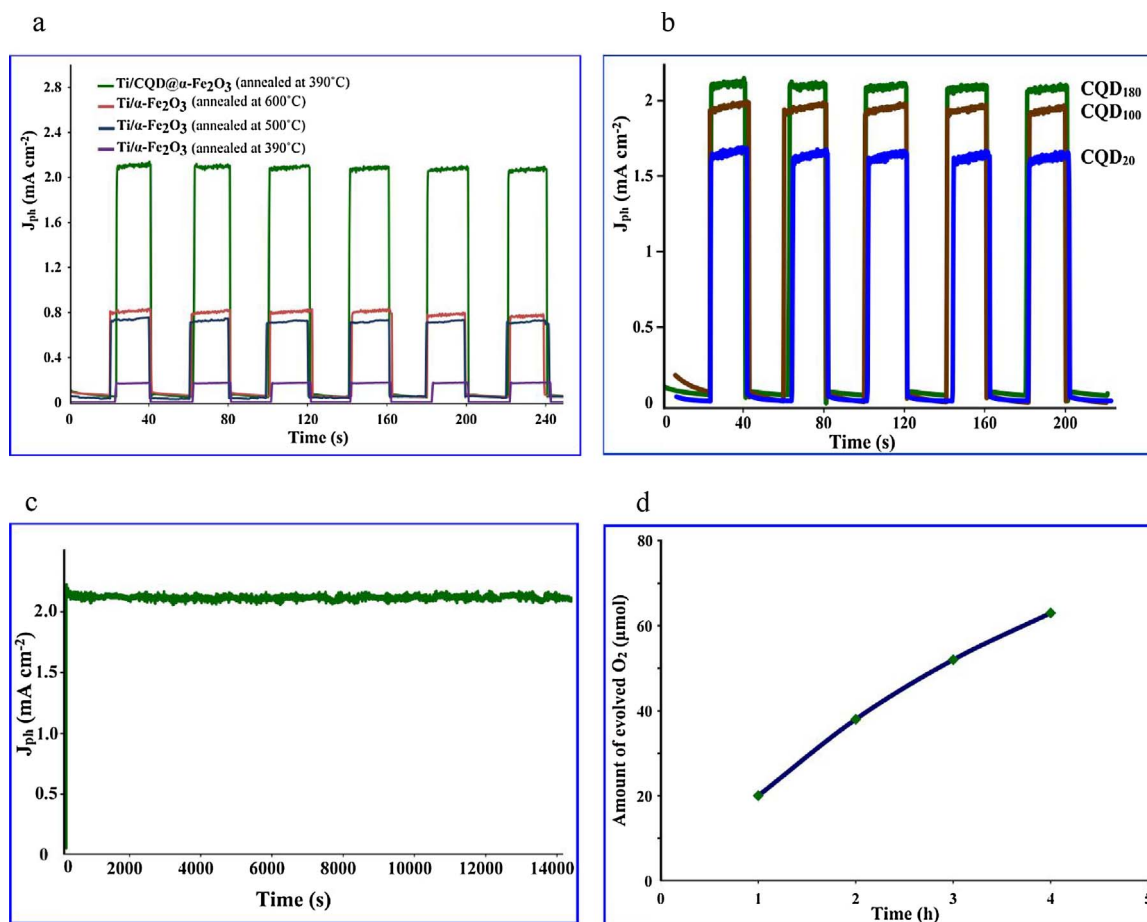 a
Ti/CQD@α-Fe₂O₃ (annealed at 390˚C)
Ti/α-Fe₂O₃ (annealed at 600˚C)
Ti/α-Fe₂O₃ (annealed at 500˚C)
Ti/α-Fe₂O₃ (annealed at 390˚C)
Jph (mA cm⁻²)
2.8
2.4
2.0
1.6
1.2
0.8
0.4
0
0 40 80 120 160 200 240
Time (s)
b
CQD₁₈₀
CQD₁₀₀
CQD₂₀
Jph (mA cm⁻²)
2
1.5
1
0.5
0
0 40 80 120 160 200
Time (s)
c
Jph (mA cm⁻²)
2.0
1.5
1.0
0.5
0
0 2000 4000 6000 8000 10000 12000 14000
Time (s)
d
Amount of evolved O₂ (µmol)
80
60
40
20
0
0 1 2 3 4 5
Time (h)